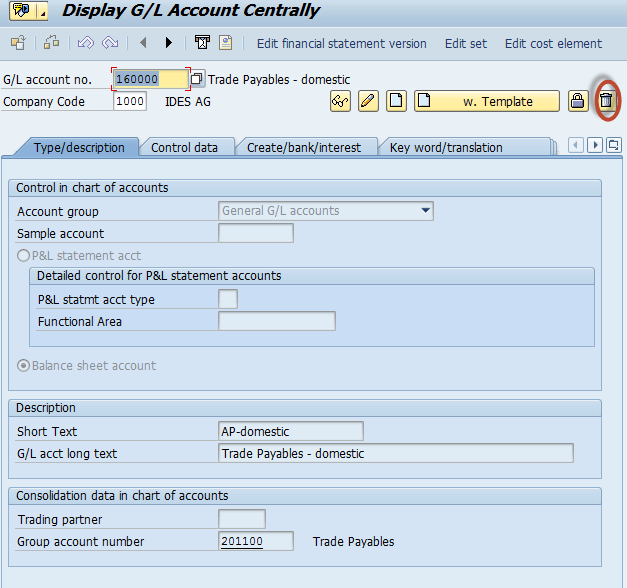 Display G/L Account Centrally
Edit financial statement version Edit set Edit cost element
G/L account no. 160000 Trade Payables - domestic
Company Code 1000 IDES AG w. Template
Type/description Control data Create/bank/interest Key word/translation
Control in chart of accounts
Account group General G/L accounts
Sample account
P&L statement acct
Detailed control for P&L statement accounts
P&L statmt acct type
Functional Area
Balance sheet account
Description
Short Text AP-domestic
G/L acct long text Trade Payables - domestic
Consolidation data in chart of accounts
Trading partner
Group account number 201100 Trade Payables